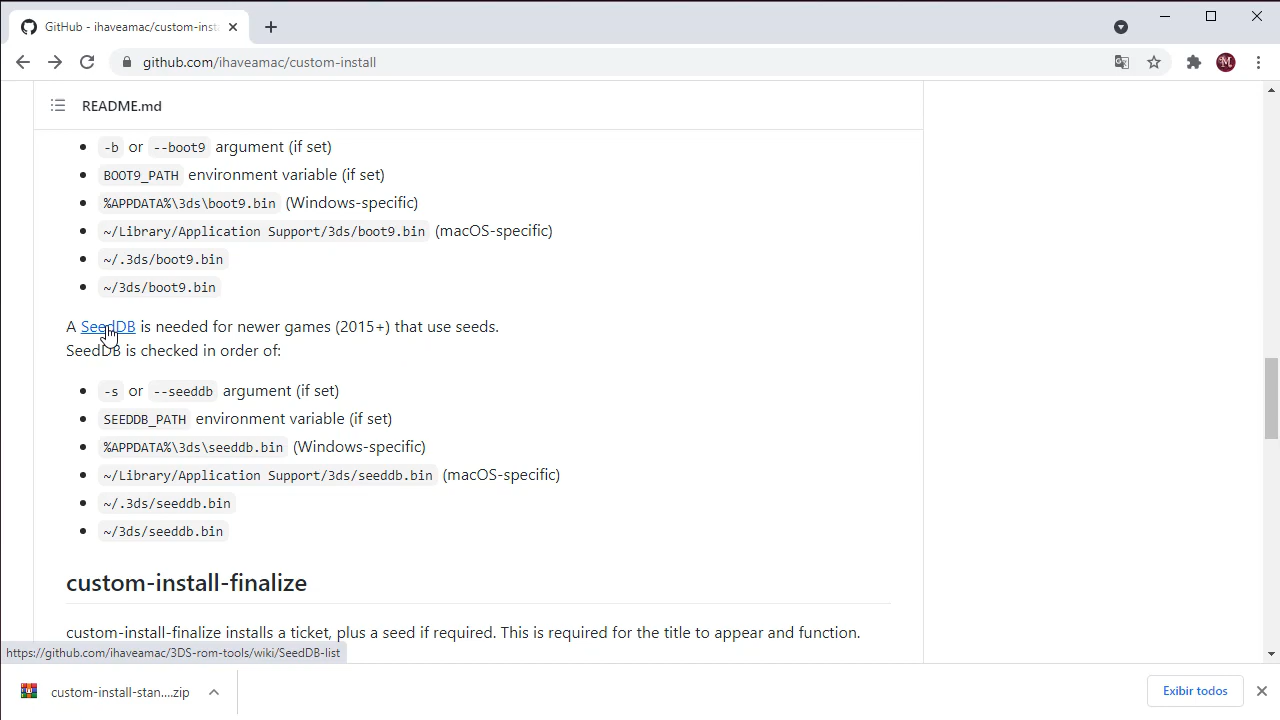 GitHub - ihaveamac/custom-inst
github.com/ihaveamac/custom-install
README.md
-b or --boot9 argument (if set)
BOOT9_PATH environment variable (if set)
%APPDATA%\3ds\boot9.bin (Windows-specific)
~/Library/Application Support/3ds/boot9.bin (macOS-specific)
~/.3ds/boot9.bin
~/3ds/boot9.bin
A SeedDB is needed for newer games (2015+) that use seeds.
SeedDB is checked in order of:
-s or --seeddb argument (if set)
SEEDDB_PATH environment variable (if set)
%APPDATA%\3ds\seeddb.bin (Windows-specific)
~/Library/Application Support/3ds/seeddb.bin (macOS-specific)
~/.3ds/seeddb.bin
~/3ds/seeddb.bin
custom-install-finalize
custom-install-finalize installs a ticket, plus a seed if required. This is required for the title to appear and function.
https://github.com/ihaveamac/3DS-rom-tools/wiki/SeedDB-list
custom-install-stan....zip
Exibir todos